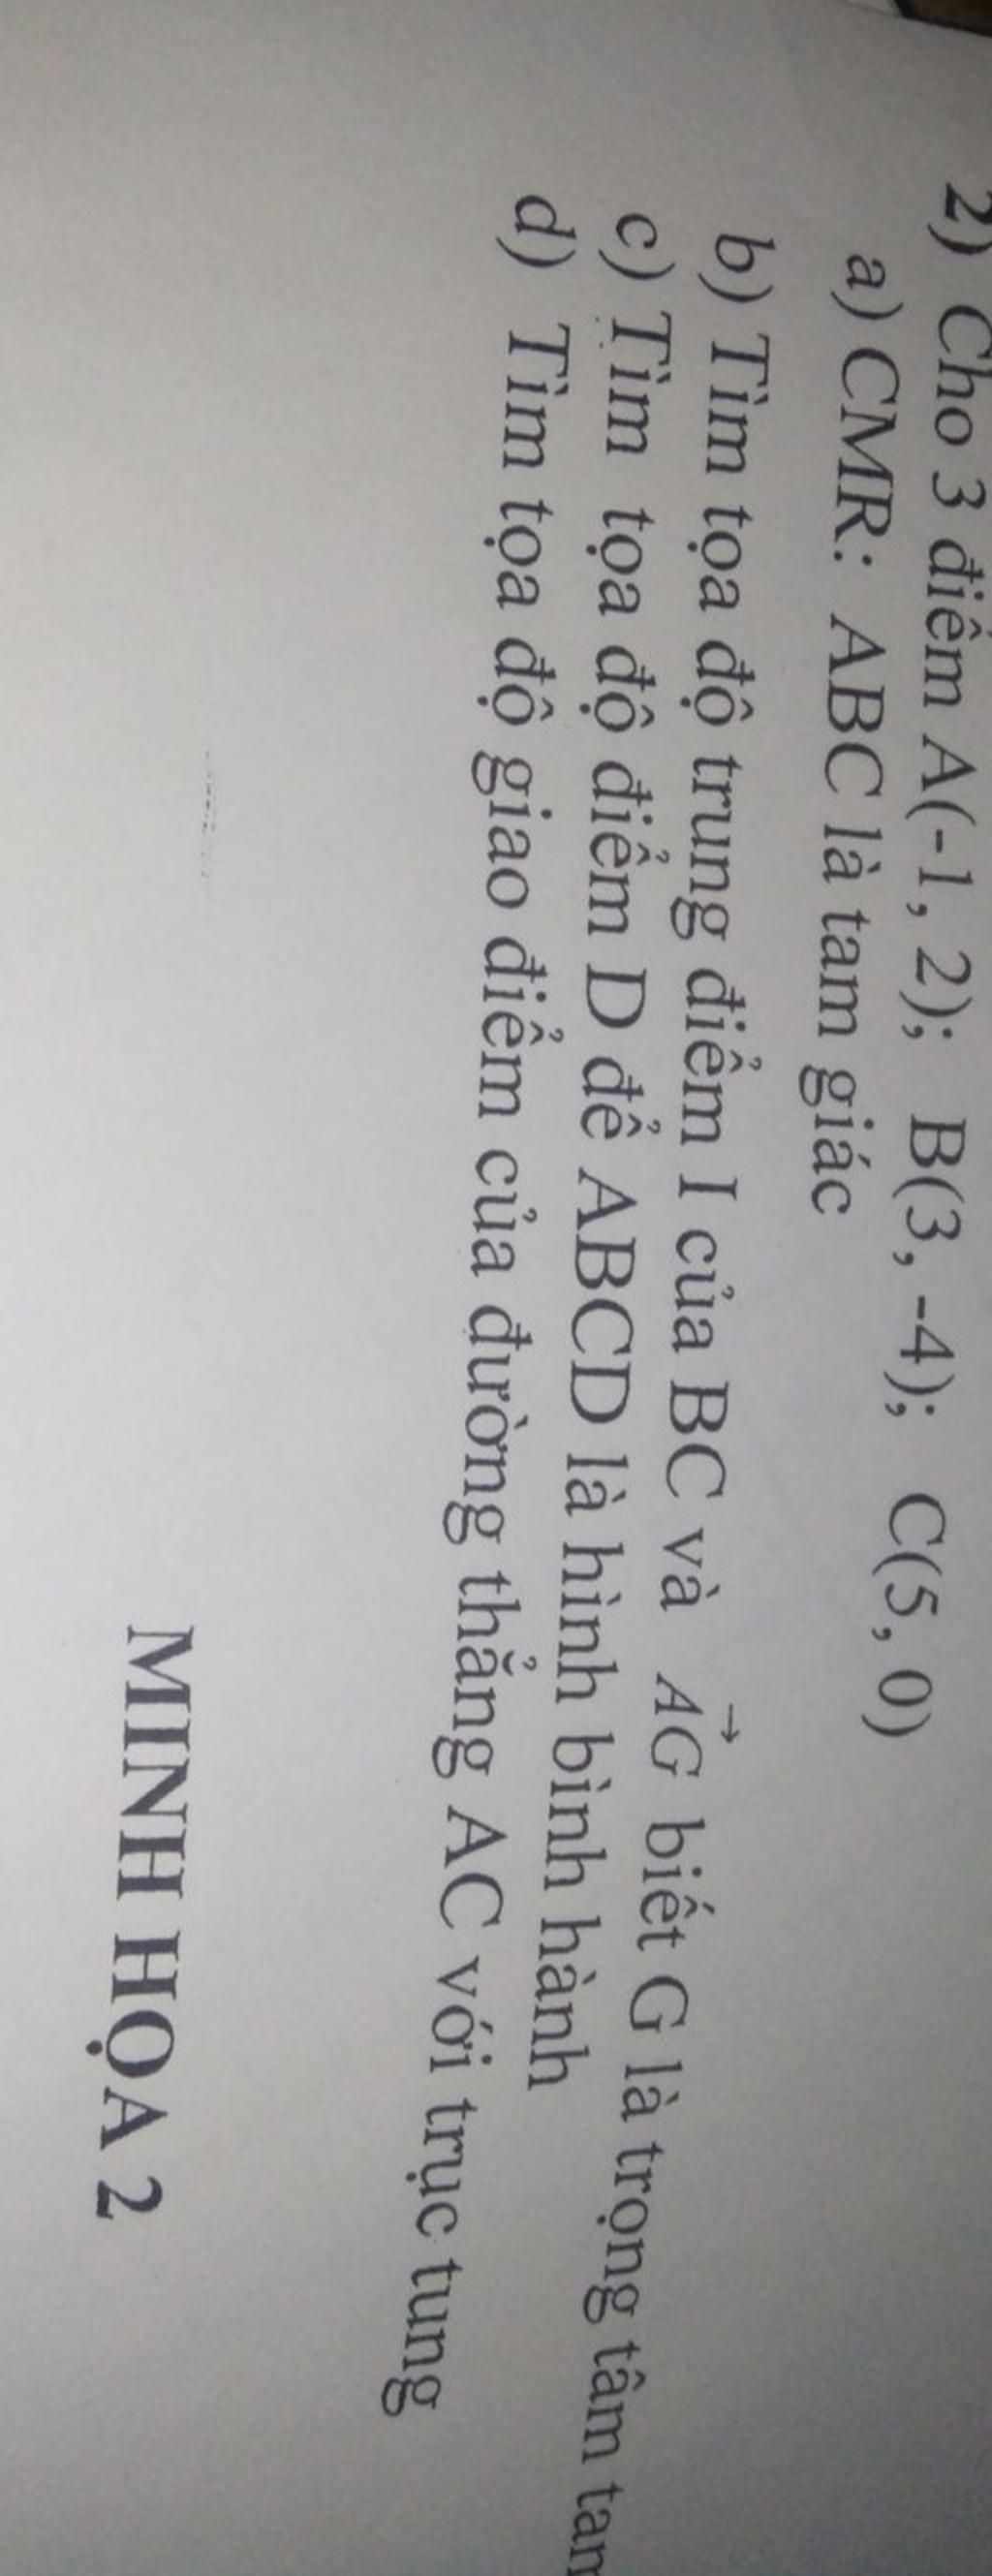 2) Cho 3 điểm A(-1, 2); B(3, -4); C(5, 0)
a) CMR: ABC là tam giác
b) Tìm tọa độ trung điểm I của BC và \overrightarrow{AG} biết G là trọng tâm
c) Tìm tọa độ điểm D để ABCD là hình bình hành
d) Tìm tọa độ giao điểm của đường thẳng AC với trục tung
MINH HỌA 2